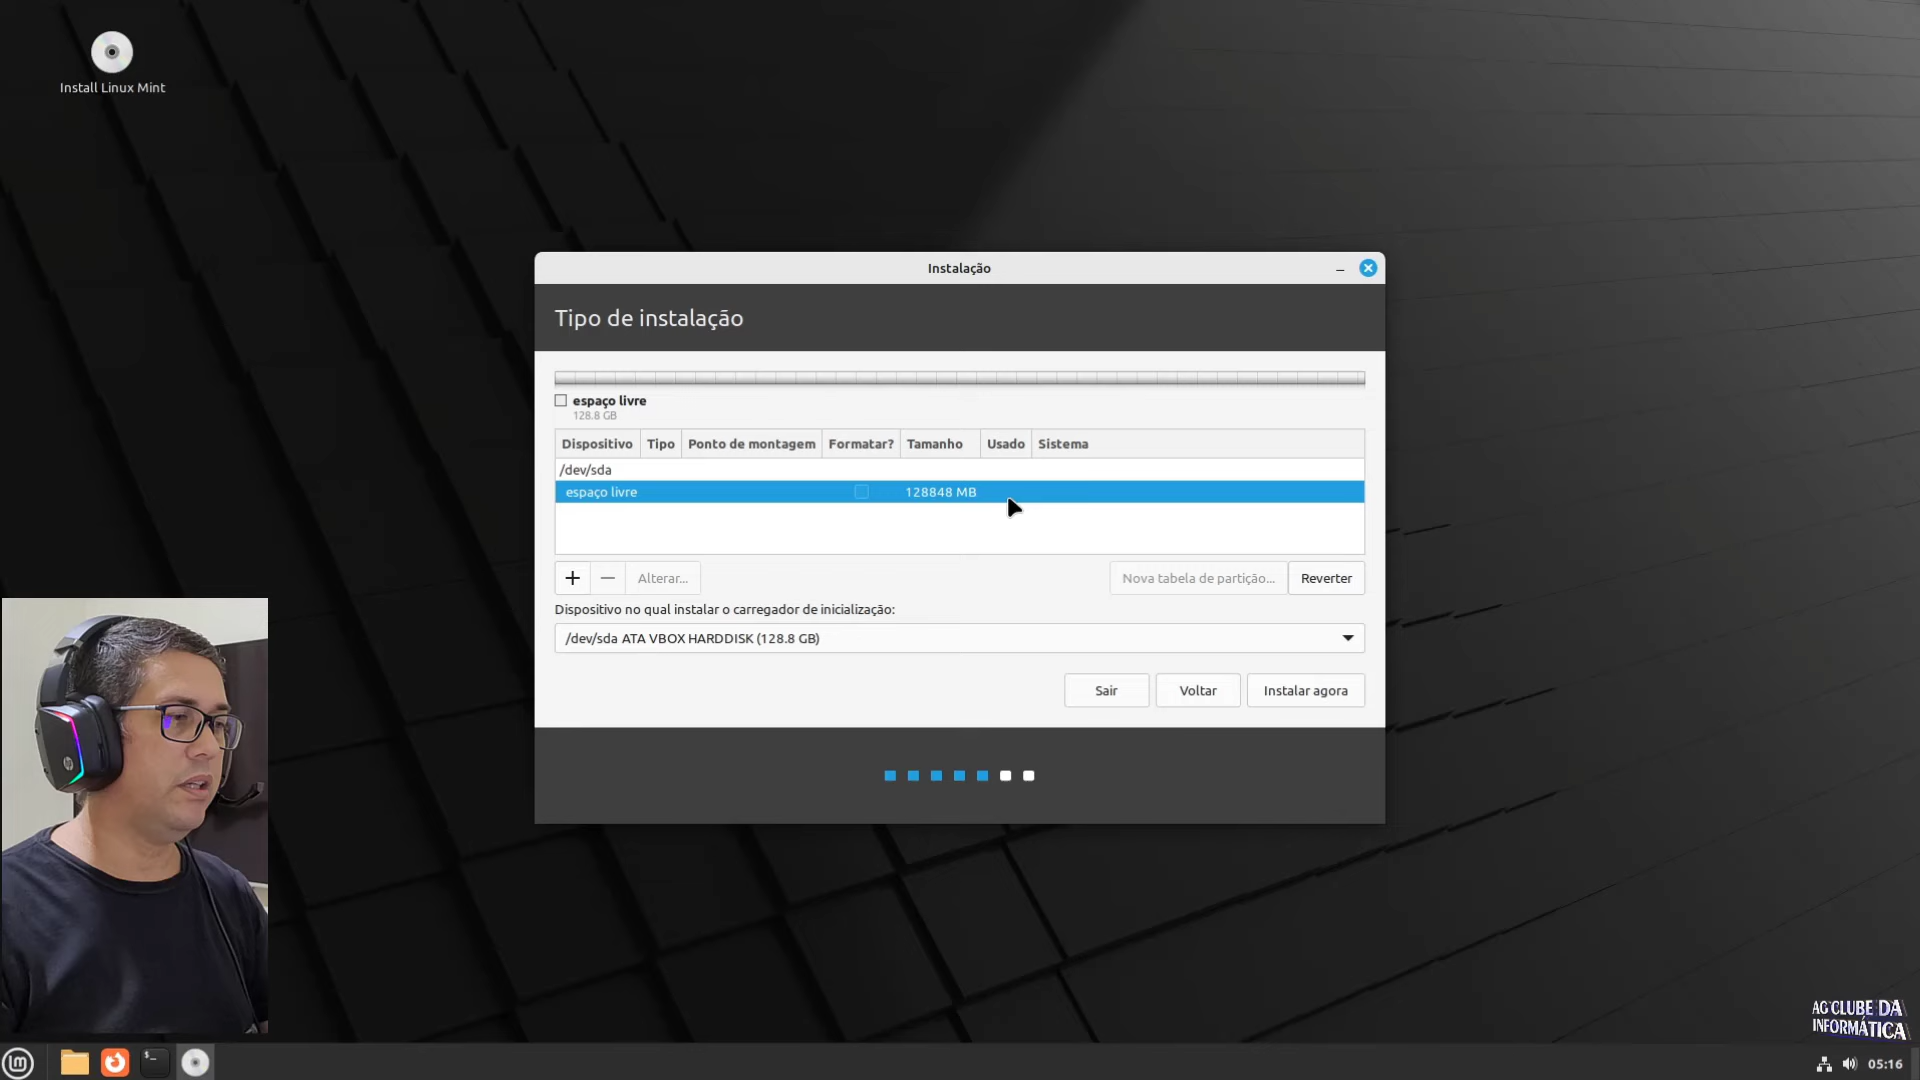 Install Linux Mint
Instalação
Tipo de instalação
espaço livre
128.8 GB
Dispositivo Tipo Ponto de montagem Formatar? Tamanho Usado Sistema
/dev/sda
espaço livre 128848 MB
Alterar... Nova tabela de partição... Reverter
Dispositivo no qual instalar o carregador de inicialização:
/dev/sda ATA VBOX HARDDISK (128.8 GB)
Sair Voltar Instalar agora
AG CLUBE DA
INFORMÁTICA
05:16